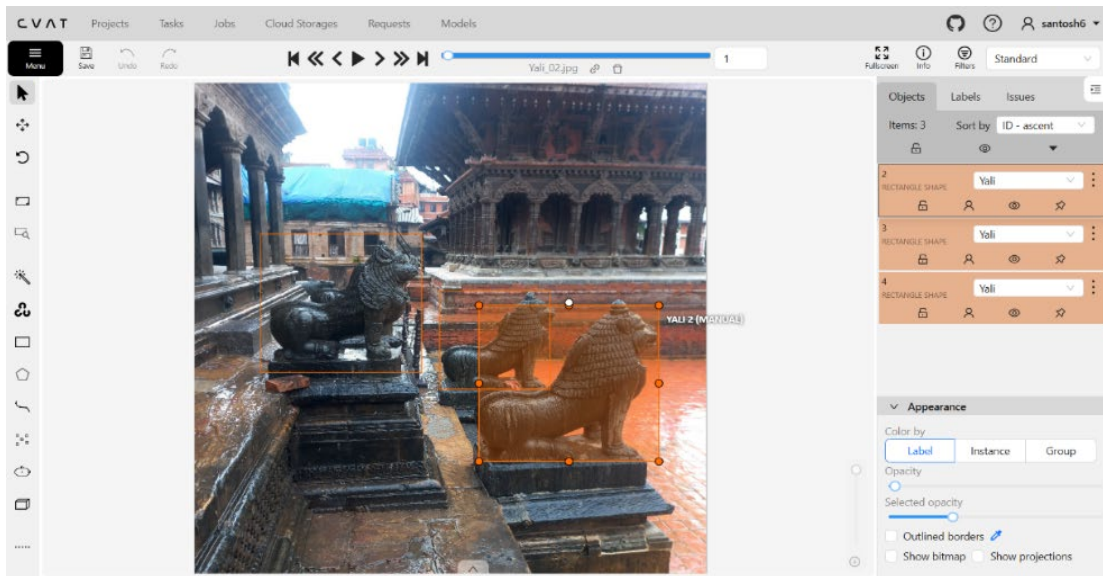 CVAT Projects Tasks Jobs Cloud Storages Requests Models santosh6
Menu Save Undo Redo Yali_02.jpg 1 Fullscreen Info Filters Standard
Objects Labels Issues
Items: 3 Sort by ID - ascent
2 Yali
RECTANGLE SHAPE
3 Yali
RECTANGLE SHAPE
YALI 2 (MANUAL)
4 Yali
RECTANGLE SHAPE
Appearance
Color by
Label Instance Group
Opacity
Selected opacity
Outlined borders
Show bitmap Show projections